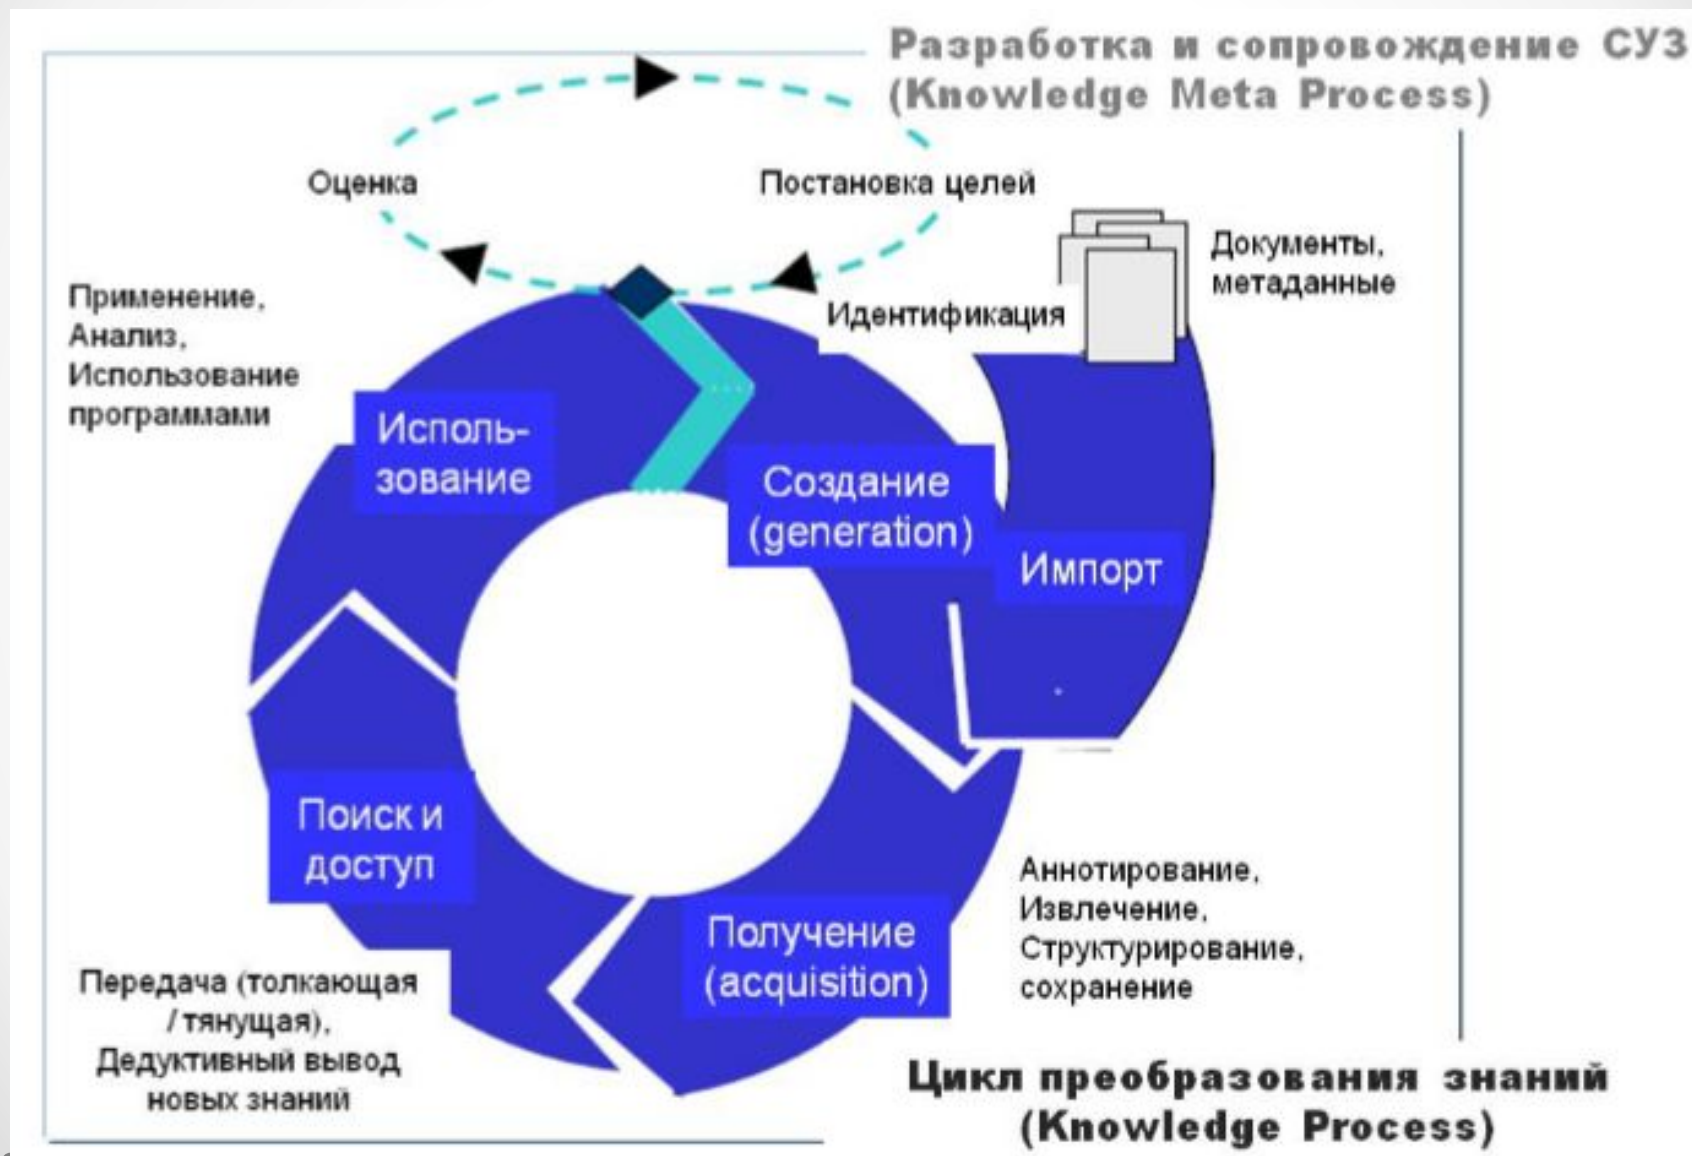 Разработка и сопровождение СУЗ
(Knowledge Meta Process)
Оценка
Постановка целей
Документы,
метаданные
Идентификация
Применение,
Анализ,
Использование
программами
Исполь-
зование
Создание
(generation)
Импорт
Поиск и
доступ
Получение
(acquisition)
Аннотирование,
Извлечение,
Структурирование,
сохранение
Передача (толкающая
/ тянущая),
Дедуктивный вывод
новых знаний
Цикл преобразования знаний
(Knowledge Process)